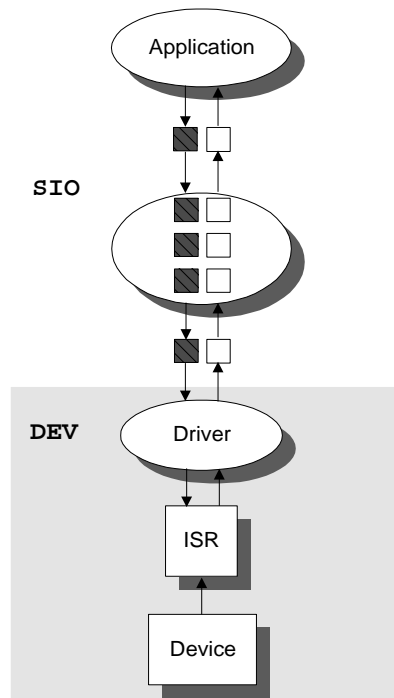 Application
SIO
DEV
Driver
ISR
Device